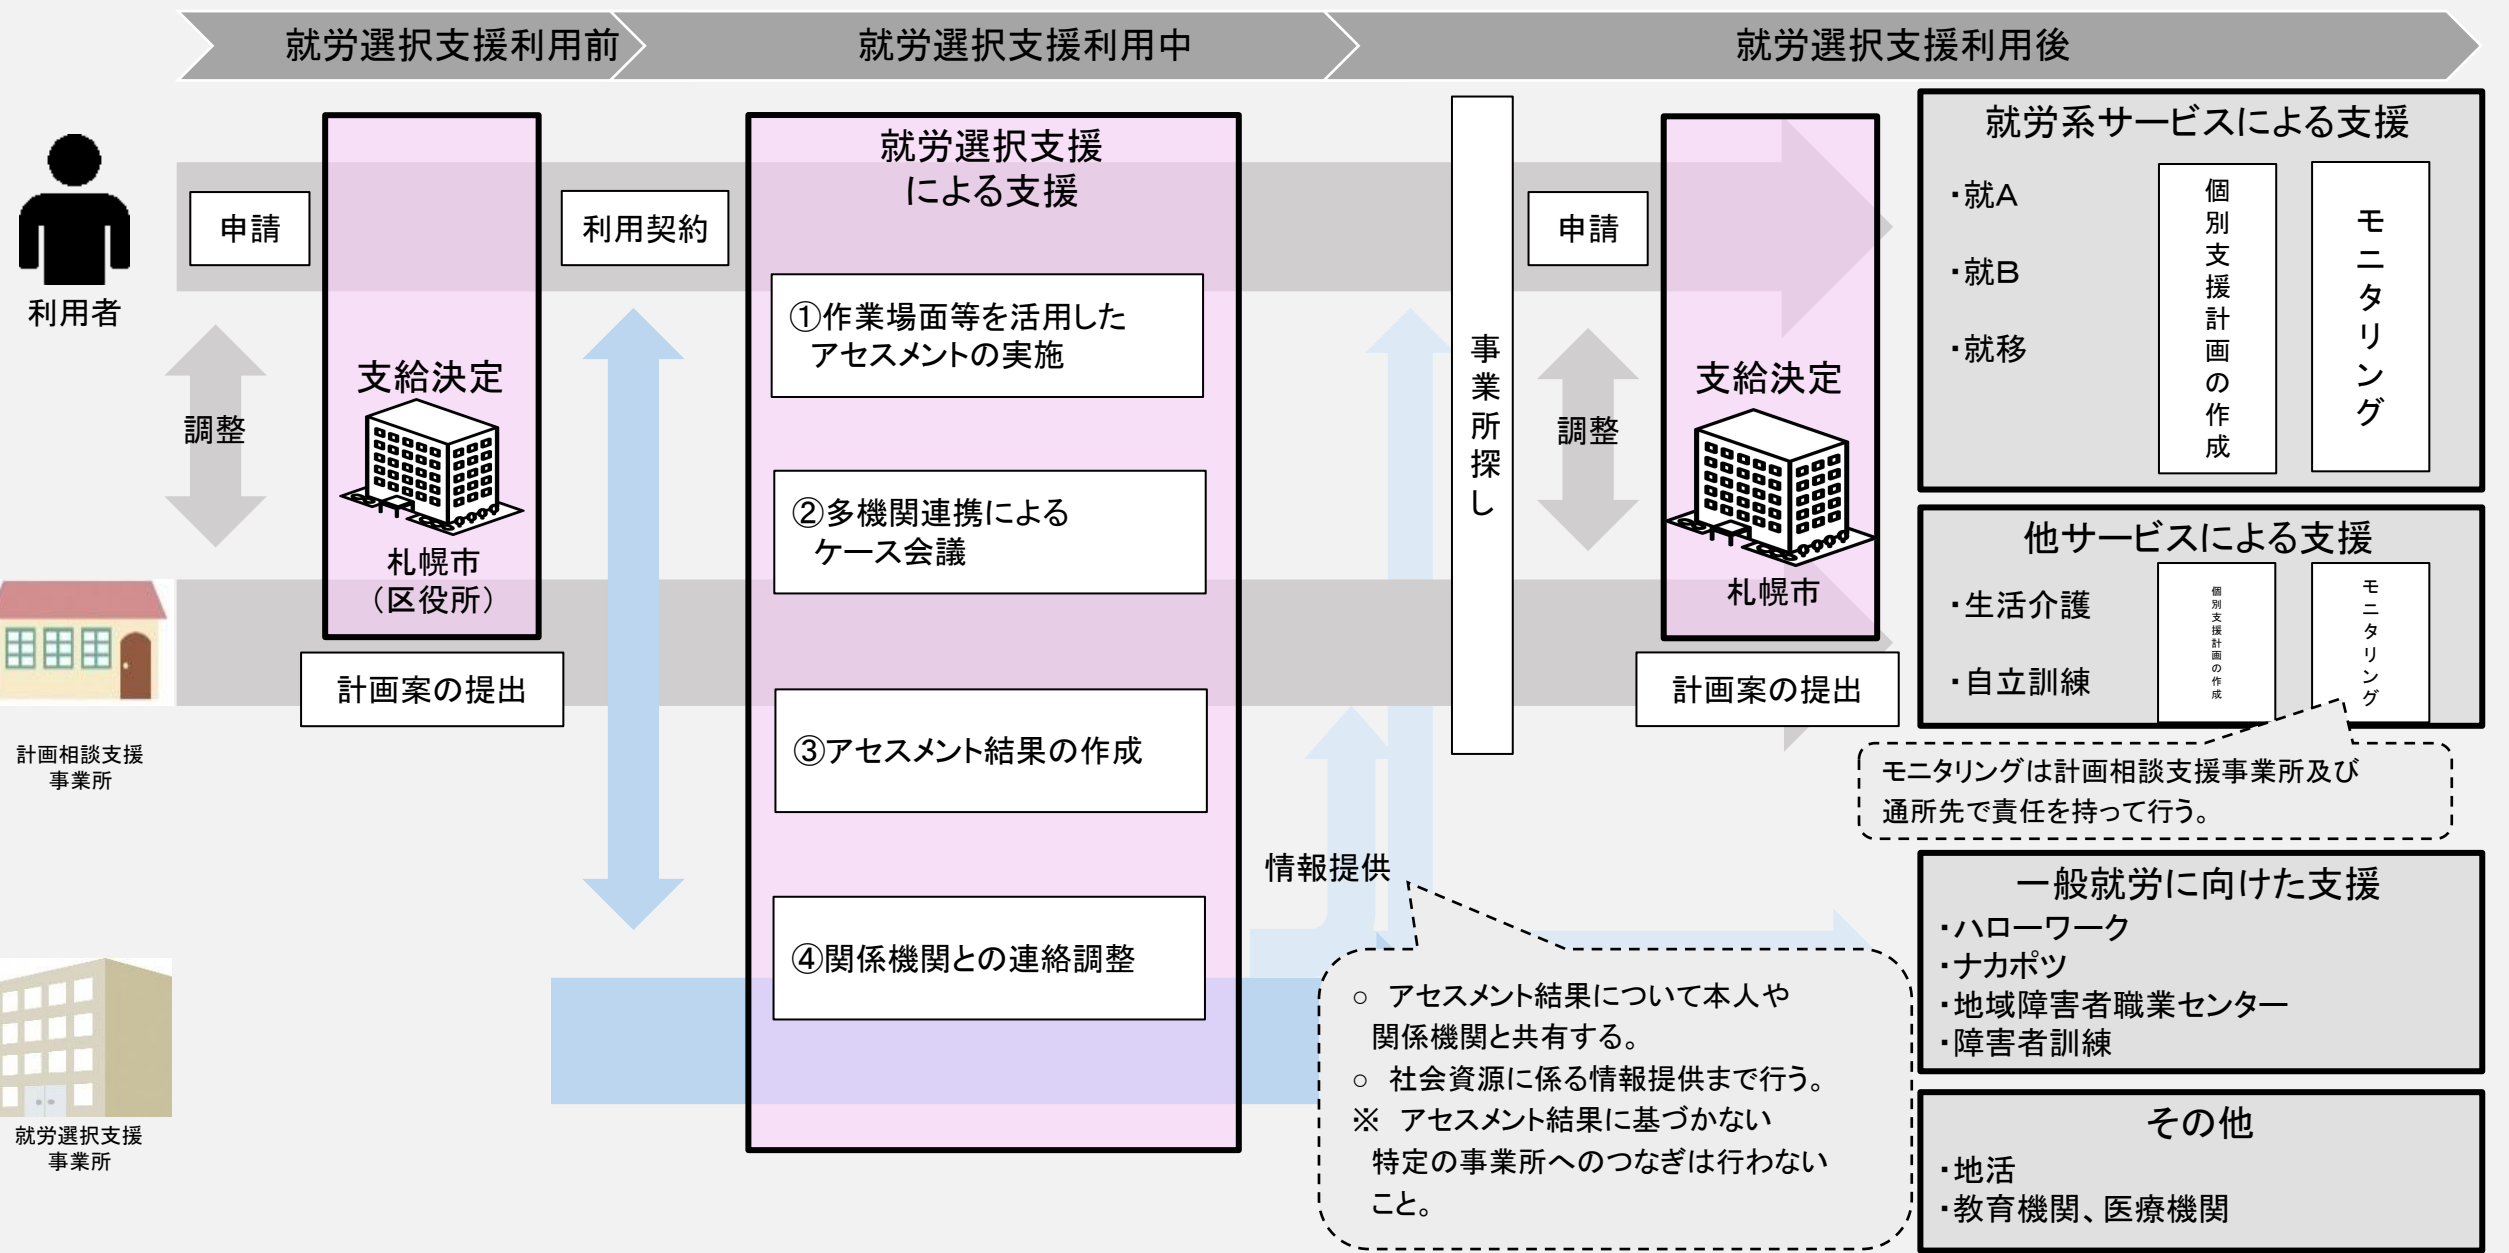 就労選択支援利用前
就労選択支援利用中
就労選択支援利用後
利用者
調整
計画相談支援
事業所
就労選択支援
事業所
申請
支給決定
札幌市
（区役所）
計画案の提出
利用契約
就労選択支援
による支援
①作業場面等を活用した
アセスメントの実施
②多機関連携による
ケース会議
③アセスメント結果の作成
④関係機関との連絡調整
情報提供
○ アセスメント結果について本人や
関係機関と共有する。
○ 社会資源に係る情報提供まで行う。
※ アセスメント結果に基づかない
特定の事業所へのつなぎは行わない
こと。
事業所探し
申請
調整
支給決定
札幌市
計画案の提出
就労系サービスによる支援
・就A
・就B
・就移
個別支援計画の作成
モニタリング
他サービスによる支援
・生活介護
・自立訓練
個別支援計画の作成
モニタリング
モニタリングは計画相談支援事業所及び
通所先で責任を持って行う。
一般就労に向けた支援
・ハローワーク
・ナカポツ
・地域障害者職業センター
・障害者訓練
その他
・地活
・教育機関、医療機関